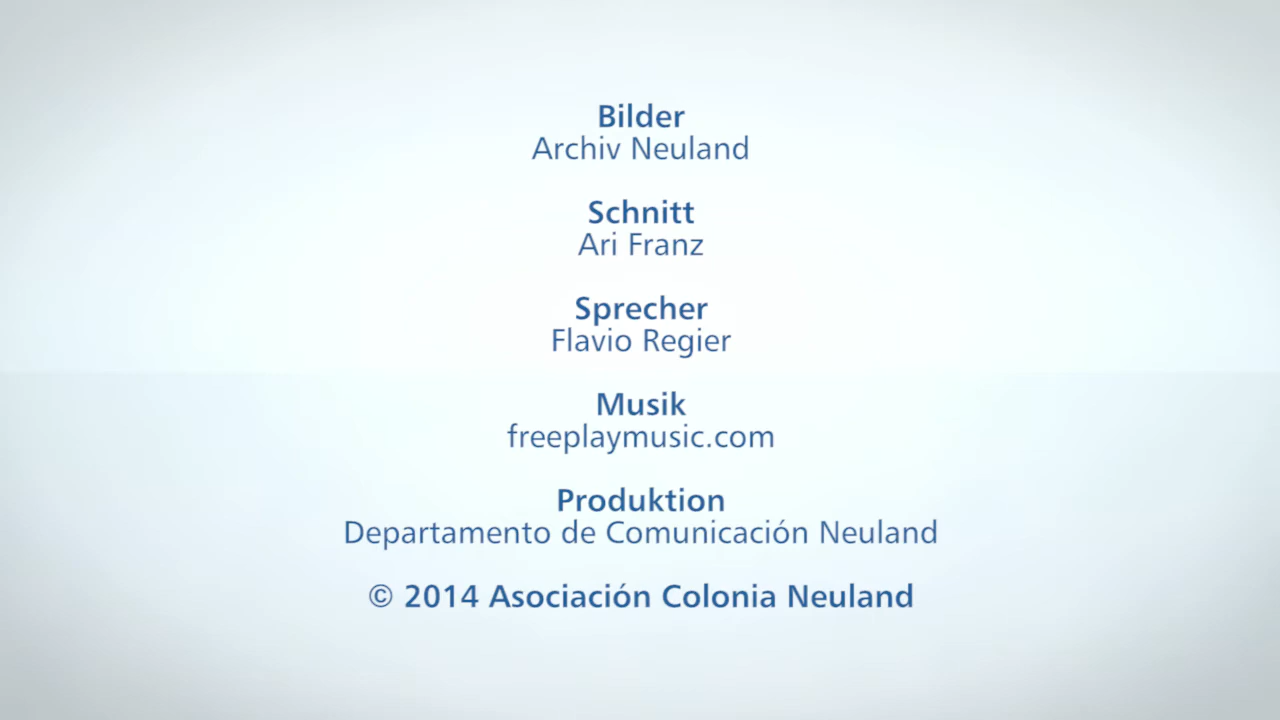 Bilder
Archiv Neuland
Schnitt
Ari Franz
Sprecher
Flavio Regier
Musik
freeplaymusic.com
Produktion
Departamento de Comunicación Neuland
© 2014 Asociación Colonia Neuland